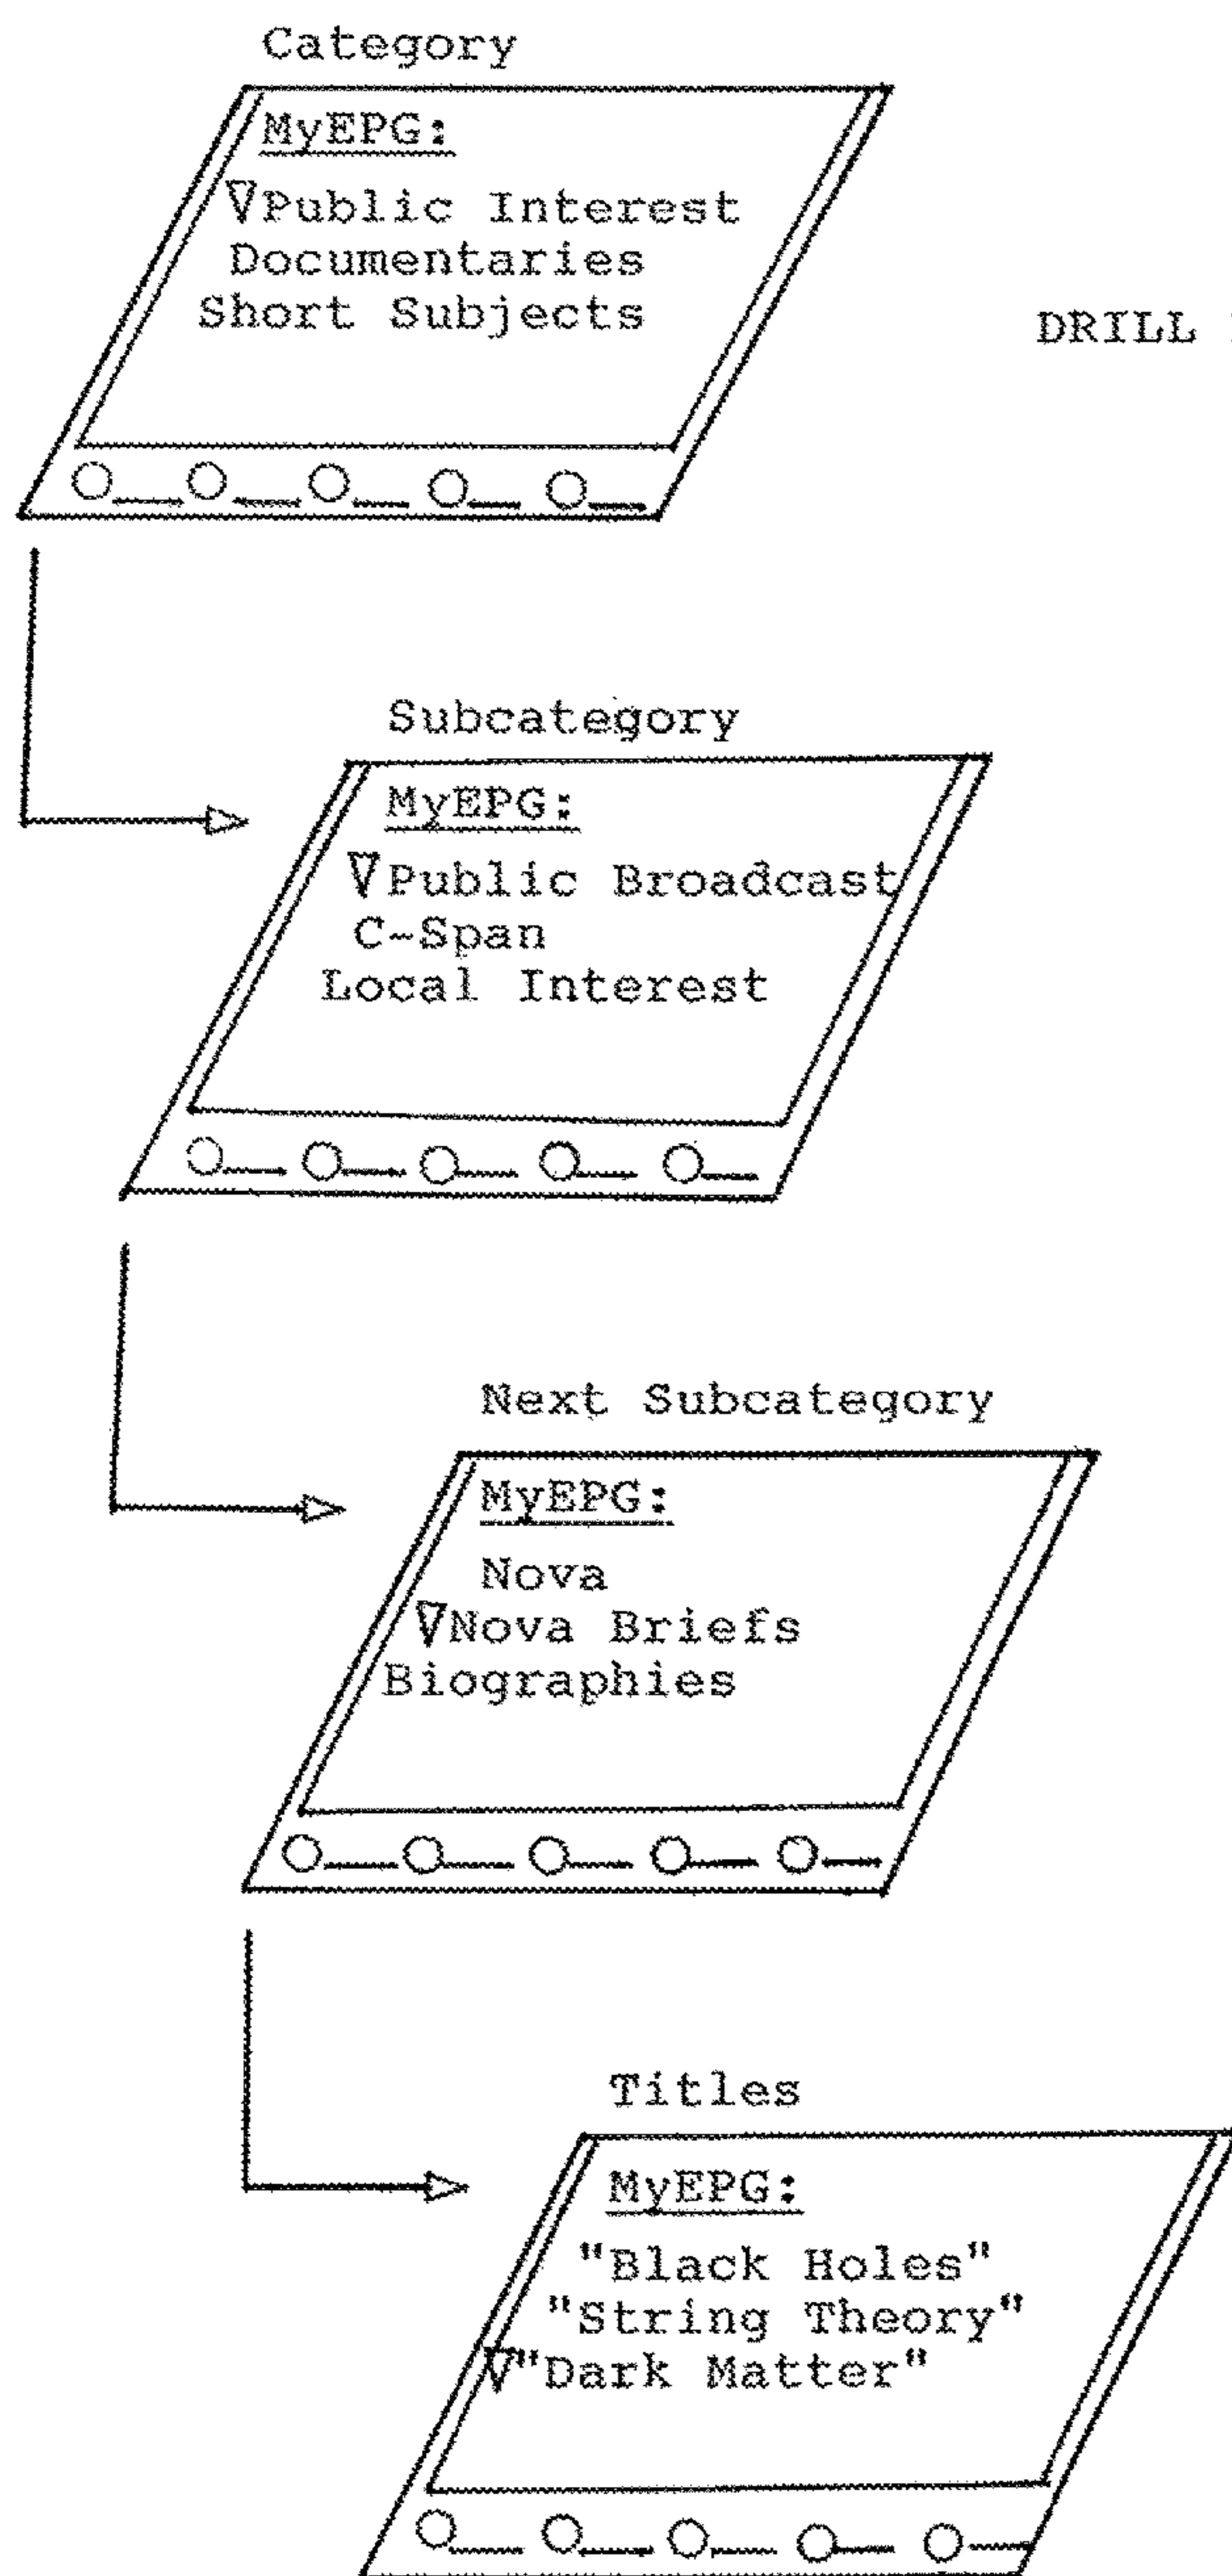 Category
MyEPG:
∇Public Interest
Documentaries
Short Subjects
DRILL
Subcategory
MyEPG:
∇Public Broadcast
C-Span
Local Interest
Next Subcategory
MyEPG:
Nova
∇Nova Briefs
Biographies
Titles
MyEPG:
"Black Holes"
"String Theory"
∇"Dark Matter"